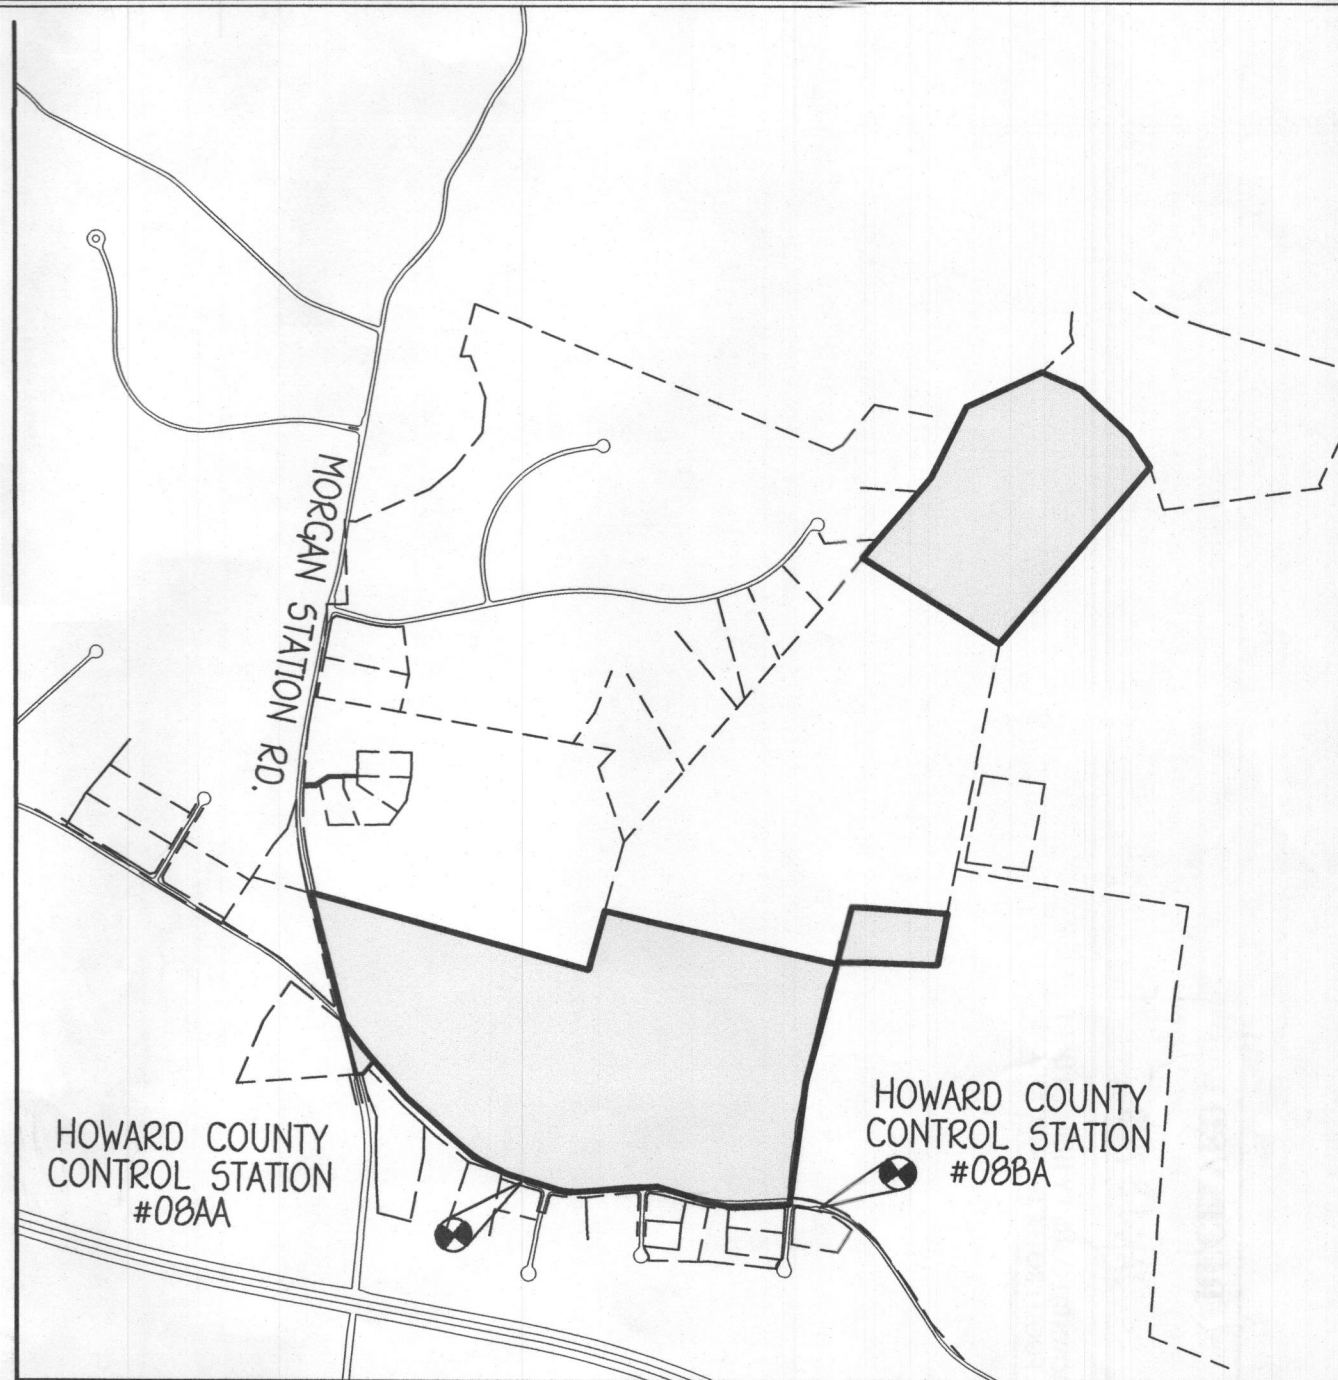 MORGAN STATION RD.
HOWARD COUNTY
CONTROL STATION
#08AA
HOWARD COUNTY
CONTROL STATION
#08BA